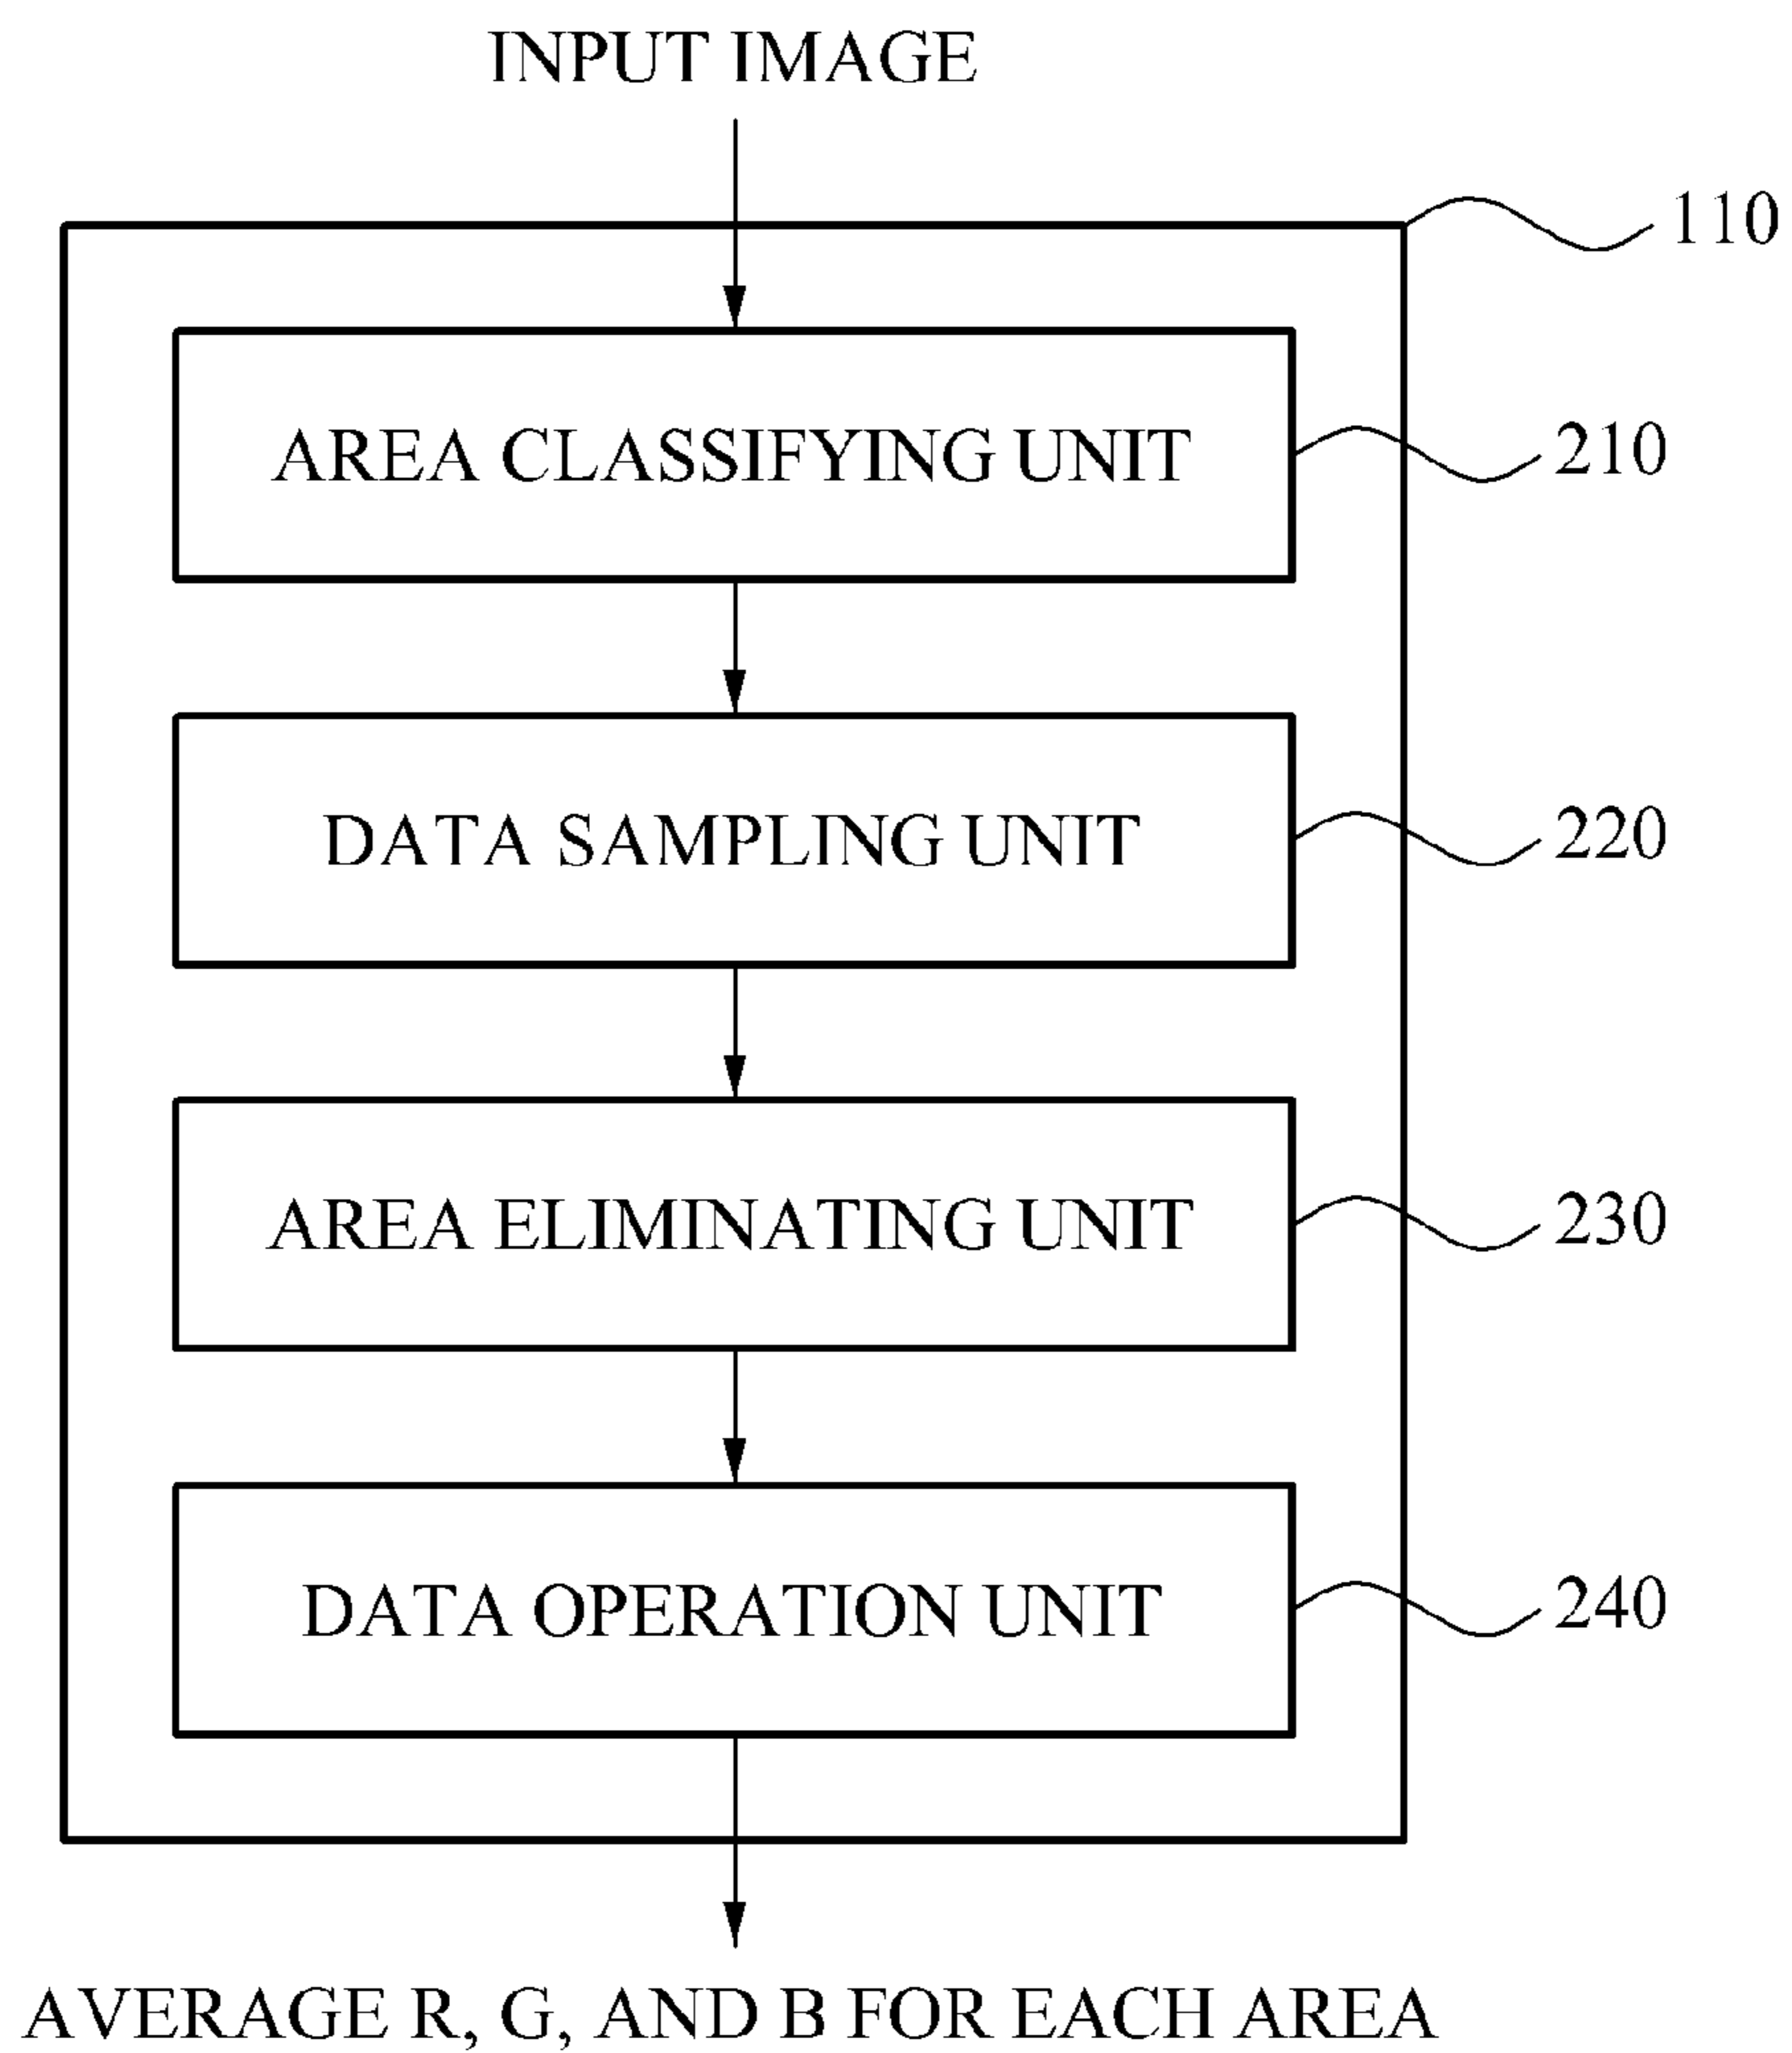 INPUT IMAGE
110
AREA CLASSIFYING UNIT
210
DATA SAMPLING UNIT
220
AREA ELIMINATING UNIT
230
DATA OPERATION UNIT
240
AVERAGE R, G, AND B FOR EACH AREA